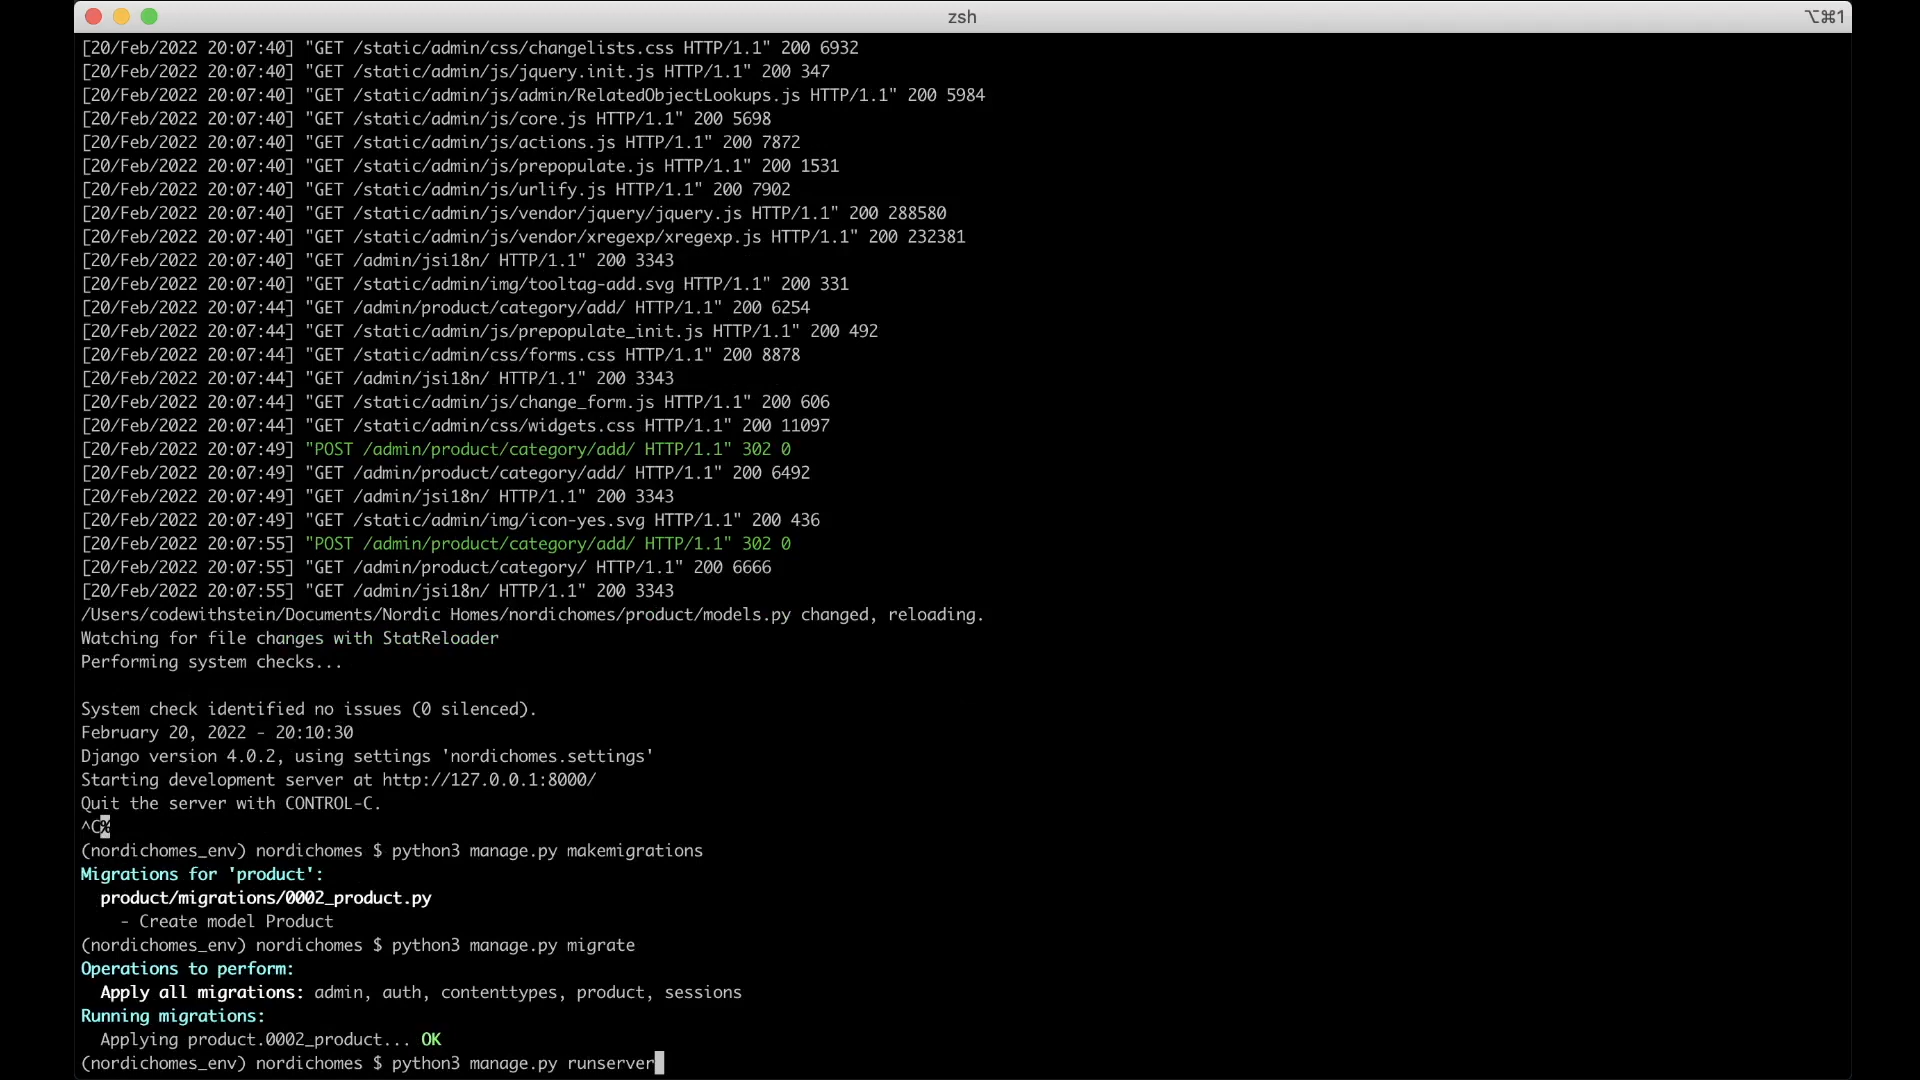 zsh
⌥⌘1
[20/Feb/2022 20:07:40] "GET /static/admin/css/changelists.css HTTP/1.1" 200 6932
[20/Feb/2022 20:07:40] "GET /static/admin/js/jquery.init.js HTTP/1.1" 200 347
[20/Feb/2022 20:07:40] "GET /static/admin/js/admin/RelatedObjectLookups.js HTTP/1.1" 200 5984
[20/Feb/2022 20:07:40] "GET /static/admin/js/core.js HTTP/1.1" 200 5698
[20/Feb/2022 20:07:40] "GET /static/admin/js/actions.js HTTP/1.1" 200 7872
[20/Feb/2022 20:07:40] "GET /static/admin/js/prepopulate.js HTTP/1.1" 200 1531
[20/Feb/2022 20:07:40] "GET /static/admin/js/urlify.js HTTP/1.1" 200 7902
[20/Feb/2022 20:07:40] "GET /static/admin/js/vendor/jquery/jquery.js HTTP/1.1" 200 288580
[20/Feb/2022 20:07:40] "GET /static/admin/js/vendor/xregexp/xregexp.js HTTP/1.1" 200 232381
[20/Feb/2022 20:07:40] "GET /admin/jsi18n/ HTTP/1.1" 200 3343
[20/Feb/2022 20:07:40] "GET /static/admin/img/tooltag-add.svg HTTP/1.1" 200 331
[20/Feb/2022 20:07:44] "GET /admin/product/category/add/ HTTP/1.1" 200 6254
[20/Feb/2022 20:07:44] "GET /static/admin/js/prepopulate_init.js HTTP/1.1" 200 492
[20/Feb/2022 20:07:44] "GET /static/admin/css/forms.css HTTP/1.1" 200 8878
[20/Feb/2022 20:07:44] "GET /admin/jsi18n/ HTTP/1.1" 200 3343
[20/Feb/2022 20:07:44] "GET /static/admin/js/change_form.js HTTP/1.1" 200 606
[20/Feb/2022 20:07:44] "GET /static/admin/css/widgets.css HTTP/1.1" 200 11097
[20/Feb/2022 20:07:49] "POST /admin/product/category/add/ HTTP/1.1" 302 0
[20/Feb/2022 20:07:49] "GET /admin/product/category/add/ HTTP/1.1" 200 6492
[20/Feb/2022 20:07:49] "GET /admin/jsi18n/ HTTP/1.1" 200 3343
[20/Feb/2022 20:07:49] "GET /static/admin/img/icon-yes.svg HTTP/1.1" 200 436
[20/Feb/2022 20:07:55] "POST /admin/product/category/add/ HTTP/1.1" 302 0
[20/Feb/2022 20:07:55] "GET /admin/product/category/ HTTP/1.1" 200 6666
[20/Feb/2022 20:07:55] "GET /admin/jsi18n/ HTTP/1.1" 200 3343
/Users/codewithstein/Documents/Nordic Homes/nordichomes/product/models.py changed, reloading.
Watching for file changes with StatReloader
Performing system checks...
System check identified no issues (0 silenced).
February 20, 2022 - 20:10:30
Django version 4.0.2, using settings 'nordichomes.settings'
Starting development server at http://127.0.0.1:8000/
Quit the server with CONTROL-C.
^C%
(nordichomes_env) nordichomes $ python3 manage.py makemigrations
Migrations for 'product':
product/migrations/0002_product.py
- Create model Product
(nordichomes_env) nordichomes $ python3 manage.py migrate
Operations to perform:
Apply all migrations: admin, auth, contenttypes, product, sessions
Running migrations:
Applying product.0002_product... OK
(nordichomes_env) nordichomes $ python3 manage.py runserver